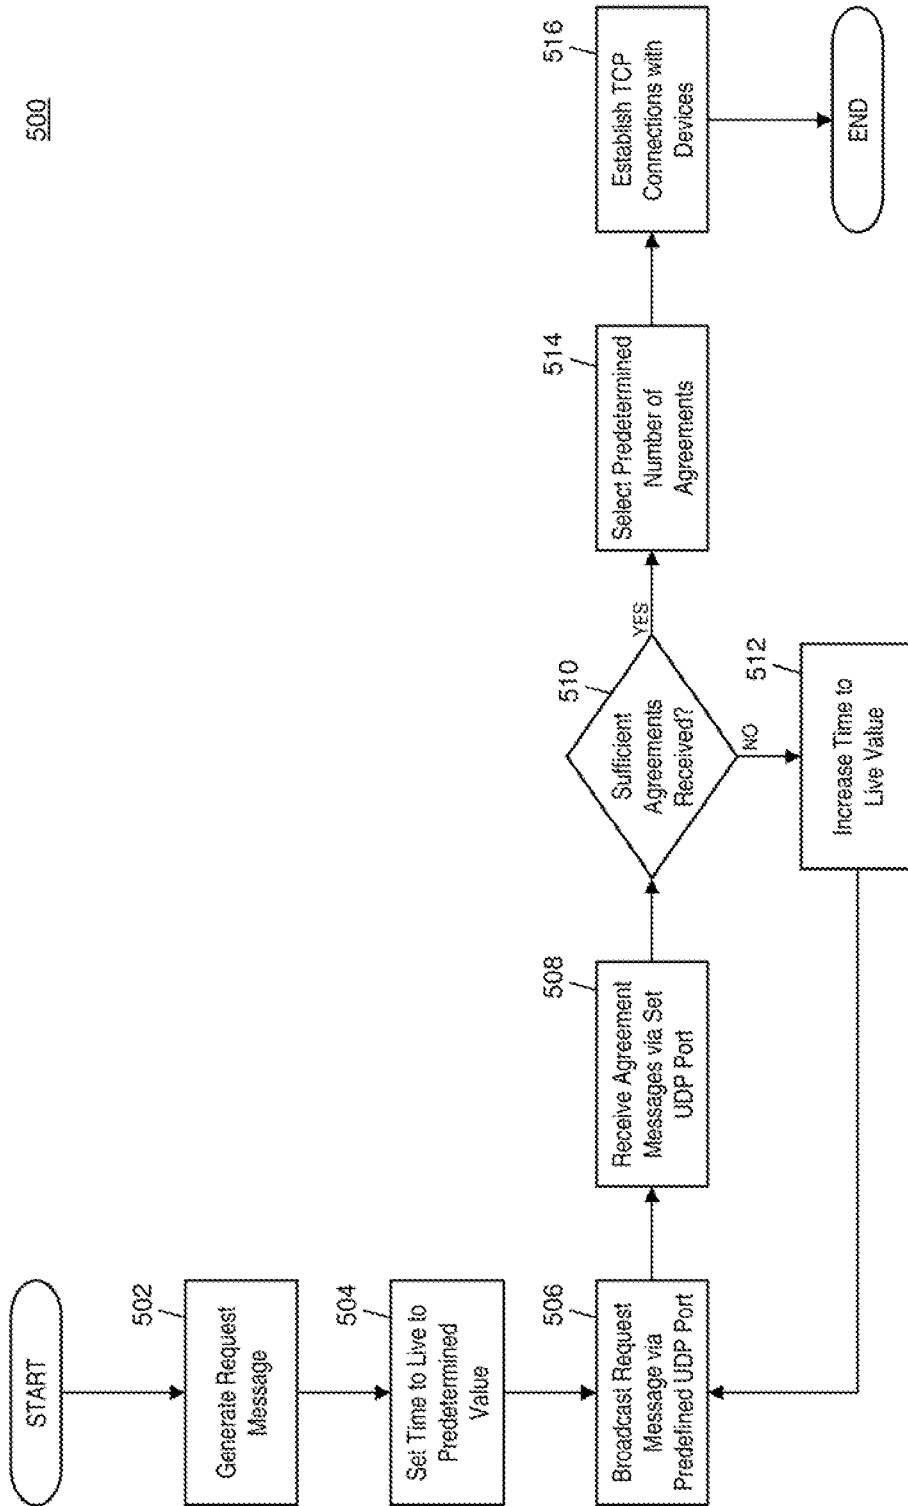 500
START
502
Generate Request
Message
504
Set Time to Live to
Predetermined
Value
506
Broadcast Request
Message via
Predefined UDP Port
508
Receive Agreement
Messages via Set
UDP Port
510
Sufficient
Agreements
Received?
YES
NO
512
Increase Time to
Live Value
514
Select Predetermined
Number of
Agreements
516
Establish TCP
Connections with
Devices
END